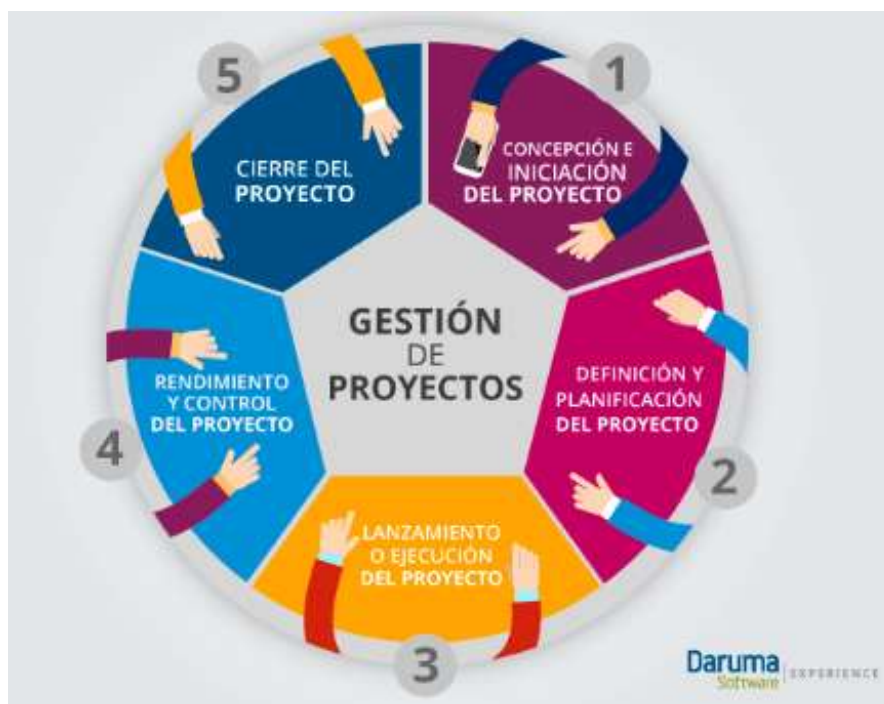 GESTIÓN
DE
PROYECTOS
1
CONCEPCIÓN E
INICIACIÓN
DEL PROYECTO
2
DEFINICIÓN Y
PLANIFICACIÓN
DEL PROYECTO
3
LANZAMIENTO
O EJECUCIÓN
DEL PROYECTO
4
RENDIMIENTO
Y CONTROL
DEL PROYECTO
5
CIERRE DEL
PROYECTO
Daruma
Software
EXPERIENCE